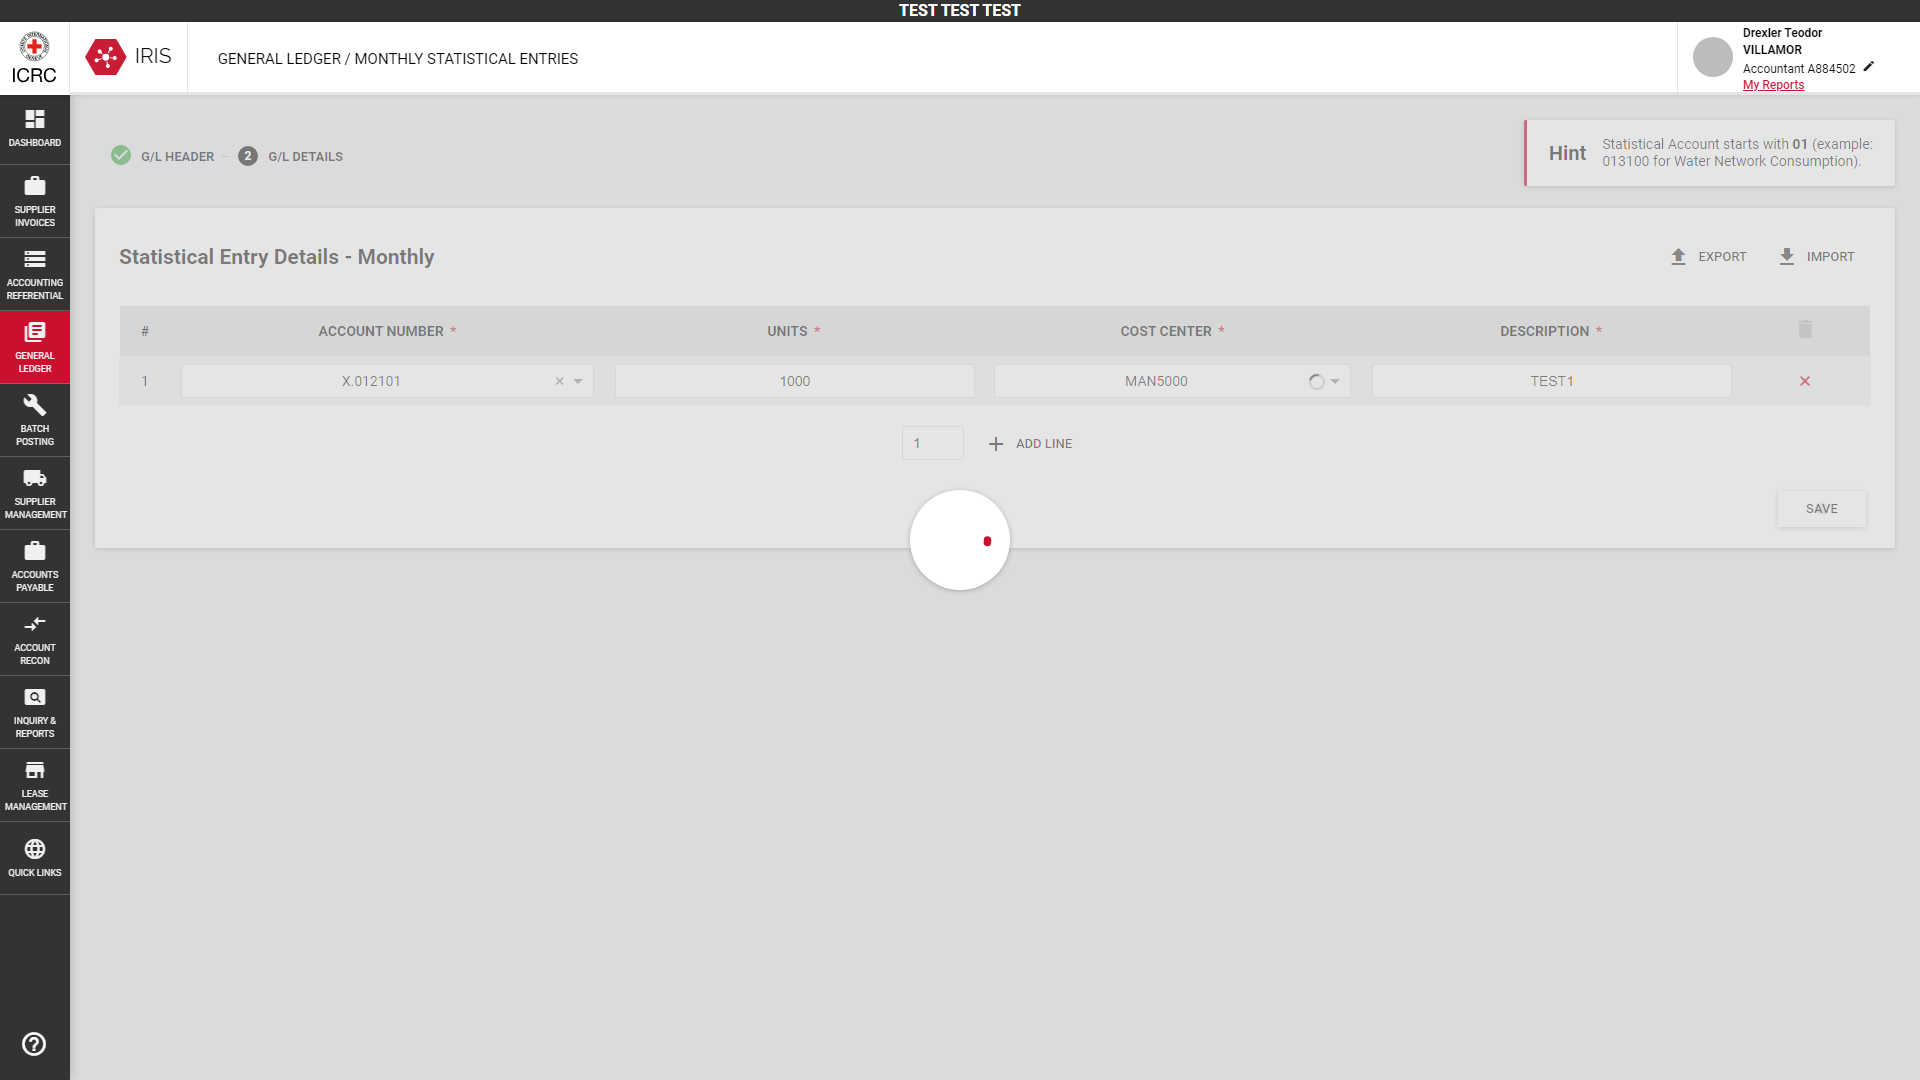 TEST TEST TEST
ICRC
IRIS
GENERAL LEDGER / MONTHLY STATISTICAL ENTRIES
Drexler Teodor
VILLAMOR
Accountant A884502
My Reports
DASHBOARD
SUPPLIER
INVOICES
ACCOUNTING
REFERENTIAL
GENERAL
LEDGER
BATCH
POSTING
SUPPLIER
MANAGEMENT
ACCOUNTS
PAYABLE
ACCOUNT
RECON
INQUIRY &
REPORTS
LEASE
MANAGEMENT
QUICK LINKS
G/L HEADER
2 G/L DETAILS
Hint
Statistical Account starts with 01 (example:
013100 for Water Network Consumption).
Statistical Entry Details - Monthly
EXPORT IMPORT
# ACCOUNT NUMBER * UNITS * COST CENTER * DESCRIPTION *
1 X.012101 × 1000 MAN5000 TEST1
1 ADD LINE
SAVE